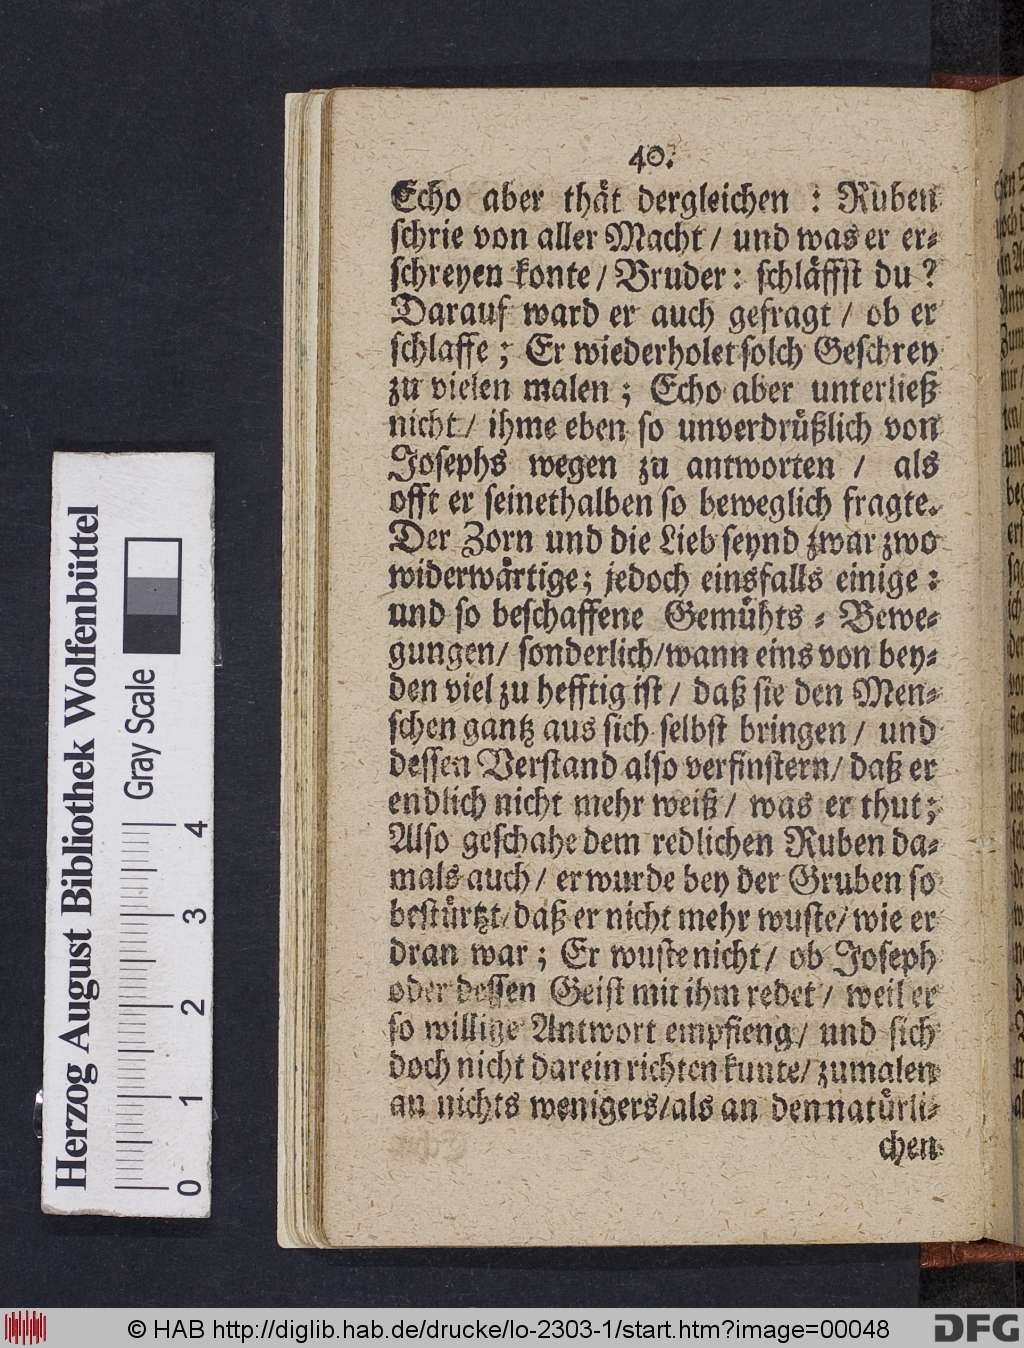 40.
Echo aber thät dergleichen : Ruben
schrie von aller Macht / und was er er-
schreyen konte / Bruder: schläffst du ?
Darauf ward er auch gefragt / ob er
schlaffe ; Er wiederholet solch Geschrey
zu vielen malen ; Echo aber unterließ
nicht / ihme eben so unverdrüßlich von
Josephs wegen zu antworten / als
offt er seinethalben so beweglich fragte.
Der Zorn und die Lieb seynd zwar zwo
widerwärtige; jedoch einsfalls einige :
und so beschaffene Gemühts - Bewe-
gungen / sonderlich / wann eins von bey-
den viel zu hefftig ist / daß sie den Men-
schen gantz aus sich selbst bringen / und
dessen Verstand also verfinstern / daß er
endlich nicht mehr weiß / was er thut ;
Also geschahe dem redlichen Ruben da-
mals auch / er wurde bey der Gruben so
bestürtzt / daß er nicht mehr wuste / wie er
dran war ; Er wuste nicht / ob Joseph
oder dessen Geist mit ihm redet / weil er
so willige Antwort empfieng / und sich
doch nicht darein richten kunte / zumalen
an nichts wenigers / als an den natürli-
chen
Herzog August Bibliothek Wolfenbüttel
Gray Scale
0 1 2 3 4
© HAB http://diglib.hab.de/drucke/lo-2303-1/start.htm?image=00048
DFG